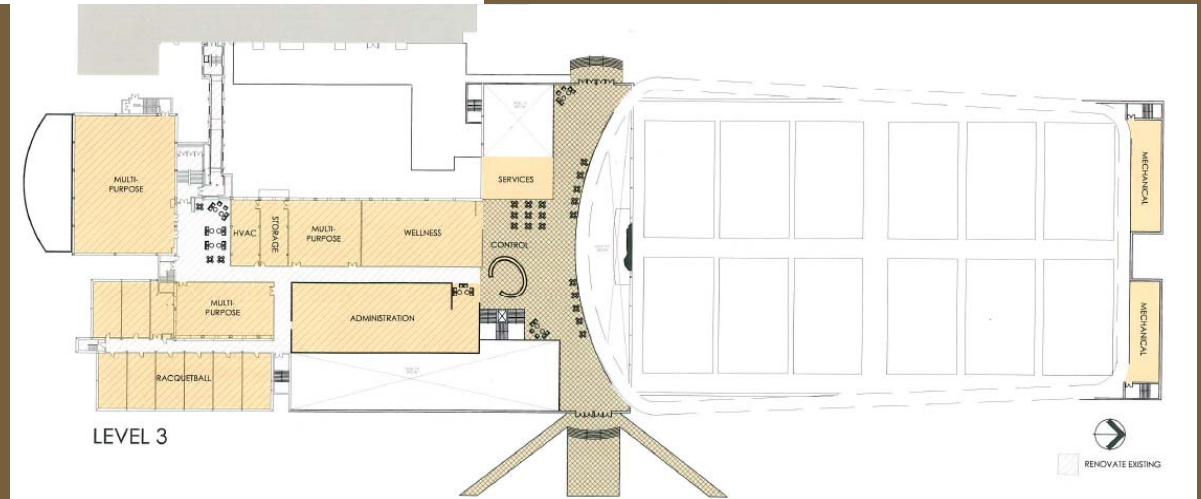 MULTI-
PURPOSE
HVAC
STORAGE
MULTI-
PURPOSE
WELLNESS
SERVICES
CONTROL
MULTI-
PURPOSE
ADMINISTRATION
RACQUETBALL
MECHANICAL
MECHANICAL
LEVEL 3
RENOVATE EXISTING